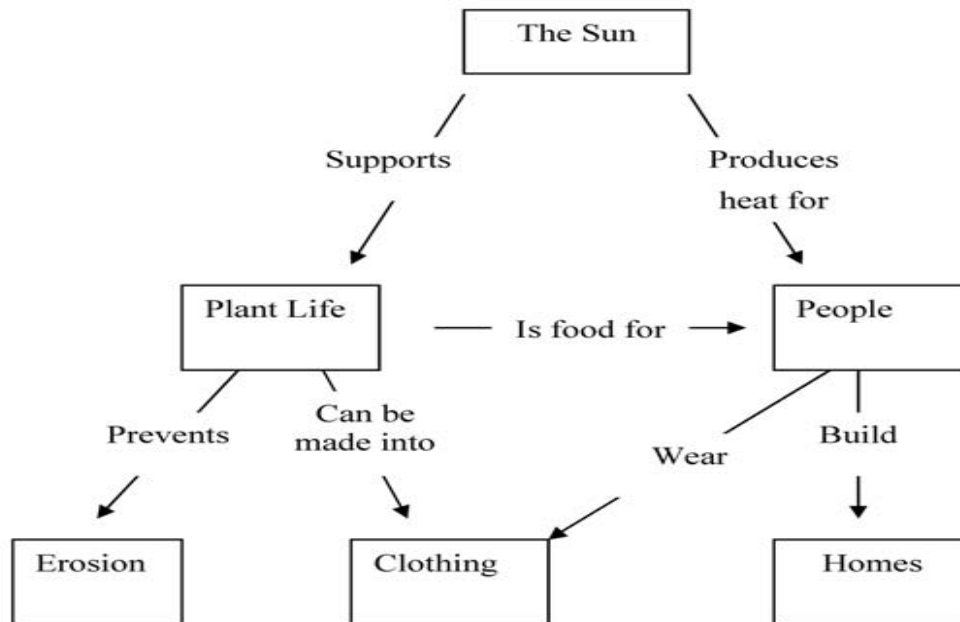 The Sun
Supports
Produces
heat for
Plant Life
Is food for
People
Prevents
Can be
made into
Wear
Build
Erosion
Clothing
Homes